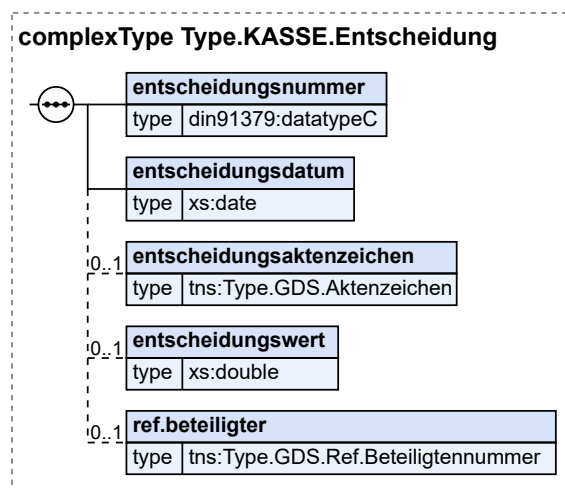 complexType Type.KASSE.Entscheidung
entscheidungsnummer
type din91379:datatypeC
entscheidungsdatum
type xs:date
0..1 entscheidungsaktenzeichen
type tns:Type.GDS.Aktenzeichen
0..1 entscheidungswert
type xs:double
0..1 ref.beteiligter
type tns:Type.GDS.Ref.Beteiligtennummer